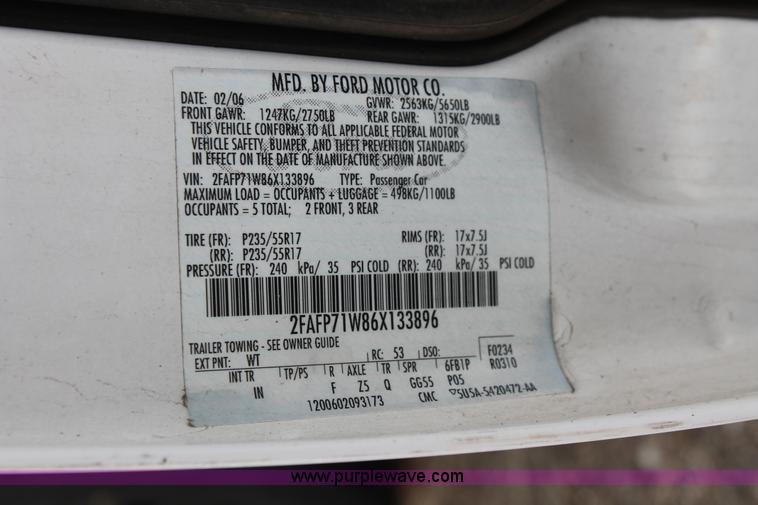 MFD. BY FORD MOTOR CO.
DATE: 02/06 GVWR: 2563KG/5650LB
FRONT GAWR: 1247KG/2750LB REAR GAWR: 1315KG/2900LB
THIS VEHICLE CONFORMS TO ALL APPLICABLE FEDERAL MOTOR
VEHICLE SAFETY, BUMPER, AND THEFT PREVENTION STANDARDS
IN EFFECT ON THE DATE OF MANUFACTURE SHOWN ABOVE.
VIN: 2FAFP71W86X133896 TYPE: Passenger Car
MAXIMUM LOAD = OCCUPANTS + LUGGAGE = 498KG/1100LB
OCCUPANTS = 5 TOTAL; 2 FRONT, 3 REAR
TIRE (FR): P235/55R17 RIMS (FR): 17x7.5J
(RR): P235/55R17 (RR): 17x7.5J
PRESSURE (FR): 240 kPa/ 35 PSI COLD (RR): 240 kPa/ 35 PSI COLD
2FAFP71W86X133896
TRAILER TOWING - SEE OWNER GUIDE
EXT PNT: WT RC: 53 DSO: F0234
INT TR TP/PS R AXLE TR SPR 6FB1P R0310
IN F Z5 Q GG55 P05
1200602093173 CMC 5U5A-5420472-AA
www.purplewave.com